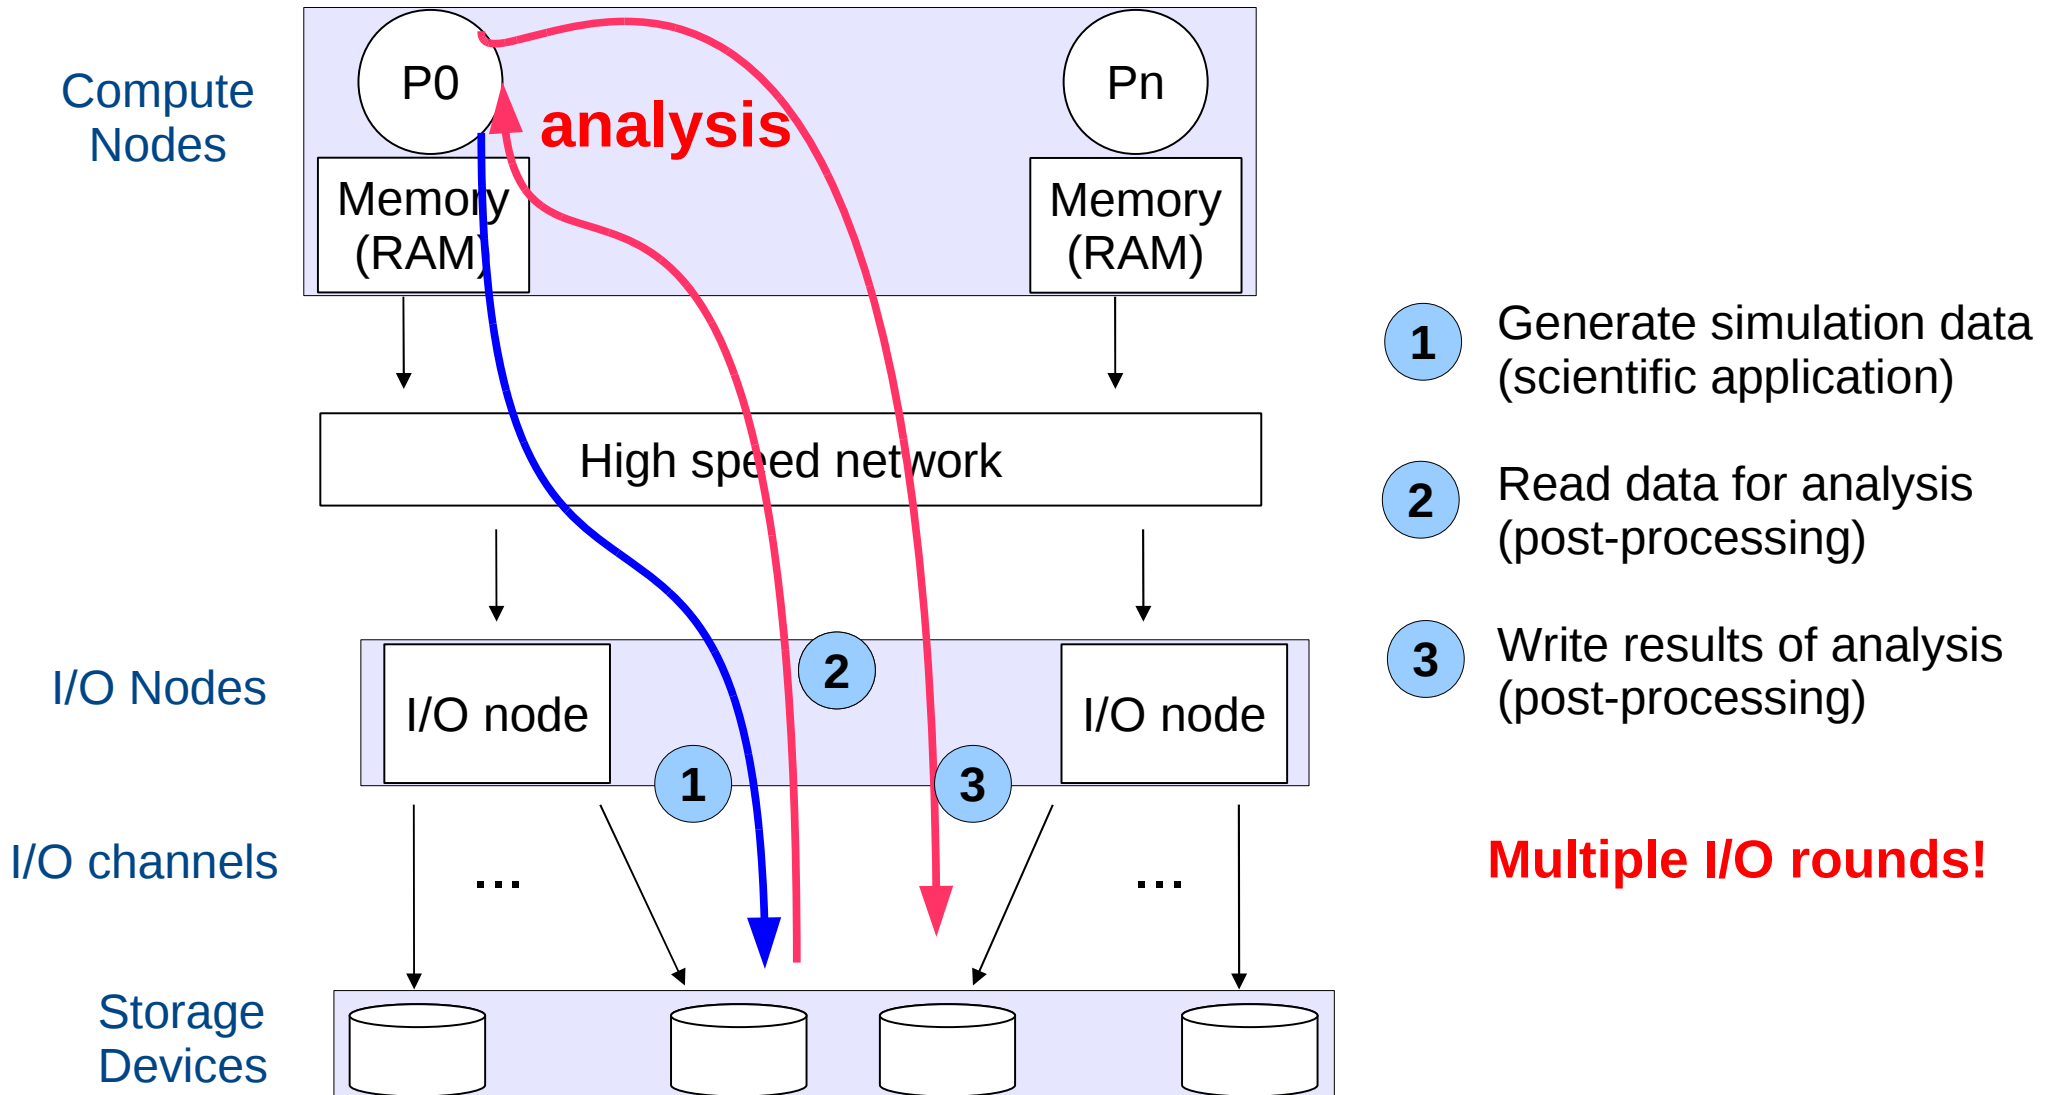 Compute
Nodes
P0
Pn
analysis
Memory
(RAM)
Memory
(RAM)
High speed network
I/O Nodes
I/O node
I/O node
1
2
3
I/O channels
...
...
Storage
Devices
1
Generate simulation data
(scientific application)
2
Read data for analysis
(post-processing)
3
Write results of analysis
(post-processing)
Multiple I/O rounds!